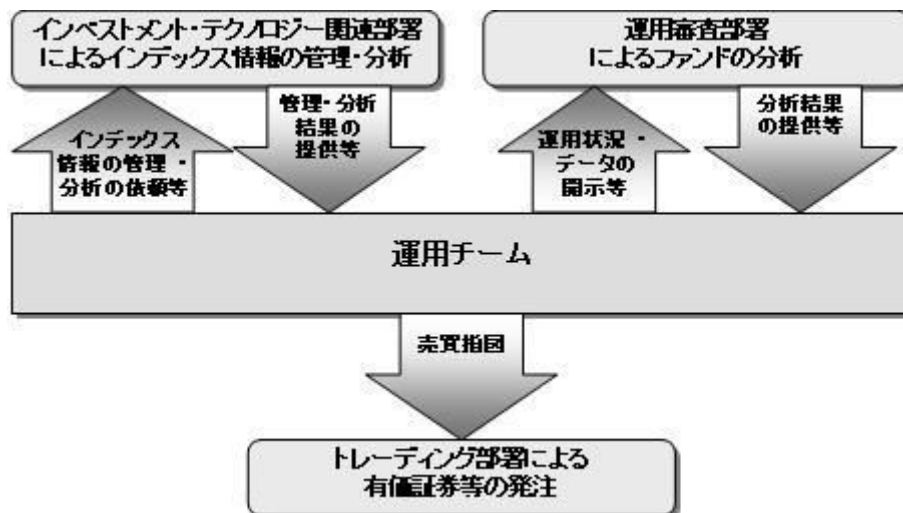 インベストメント・テクノロジー関連部署
によるインデックス情報の管理・分析
運用審査部署
によるファンドの分析
インデックス
情報の管理・
分析の依頼等
管理・分析
結果の
提供等
運用状況・
データの
開示等
分析結果
の提供等
運用チーム
売買指図
トレーディング部署による
有価証券等の発注